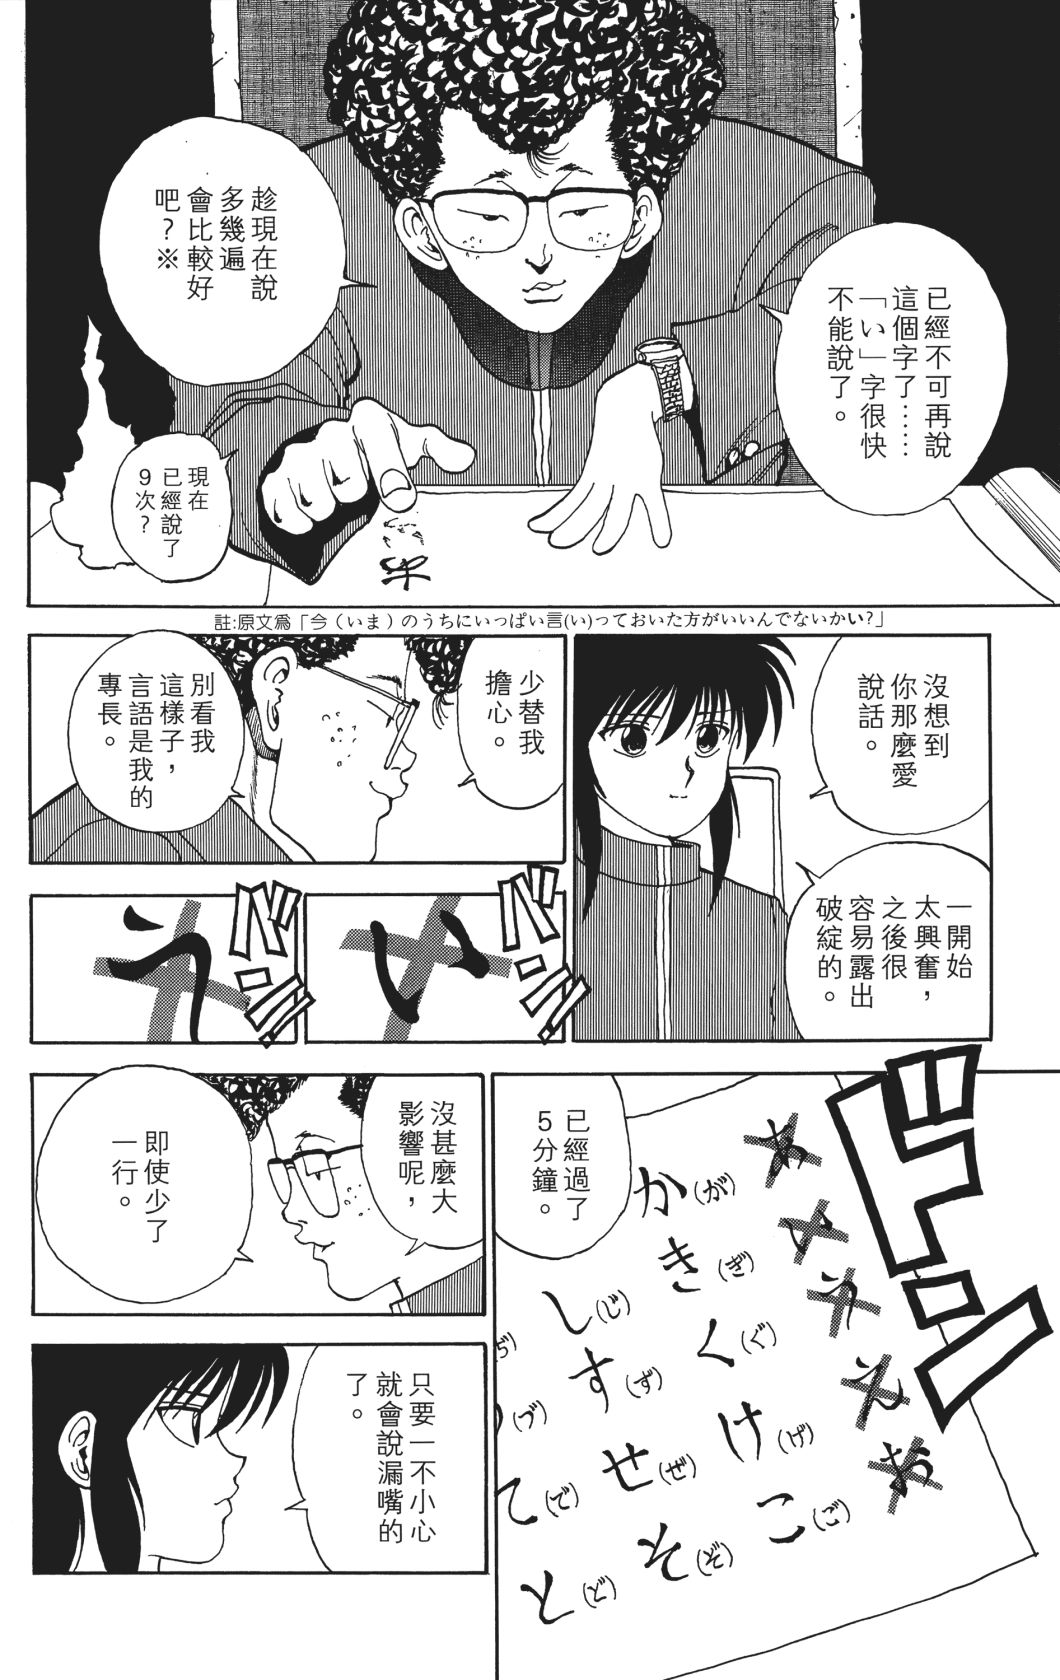 已經不可再說
這個字了……
「い」字很快
不能說了。
趁現在說
多幾遍
會比較好
吧？※
現在
已經說了
9次？
註:原文為「今（いま）のうちにいっぱい言(い)っておいた方がいいんでないかい?」
沒想到
你那麼愛
說話。
一開始
太興奮，
之後很
容易露出
破綻的。
少替我
擔心。
別看我
這樣子，
言語是我的
專長。
バン
い
バン
う
ドン
あ
い
う
え
お
か(が)
き(ぎ)
く(ぐ)
け(げ)
こ(ご)
し(じ)
す(ず)
せ(ぜ)
そ(ぞ)
(づ)
て(で)
と(ど)
已經過了
5分鐘。
沒甚麼大
影響呢，
即使少了
一行。
只要一不小心
就會說漏嘴的
了。